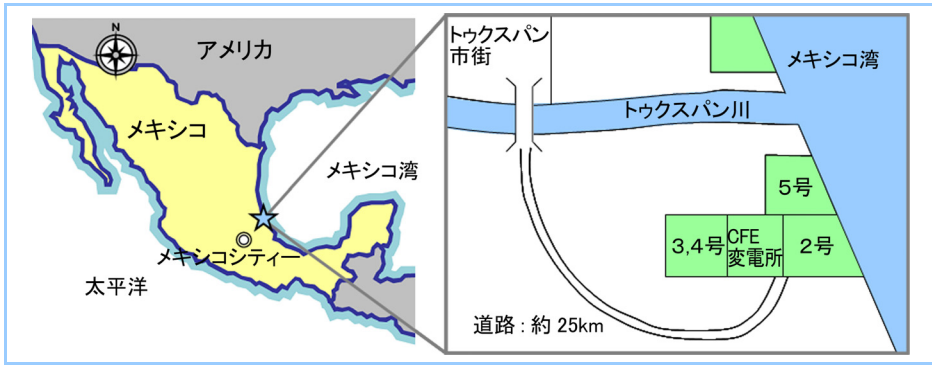 N
アメリカ
メキシコ
メキシコ湾
メキシコシティー
太平洋
トゥクスパン
市街
メキシコ湾
トゥクスパン川
5号
3,4号
CFE
変電所
2号
道路:約 25km